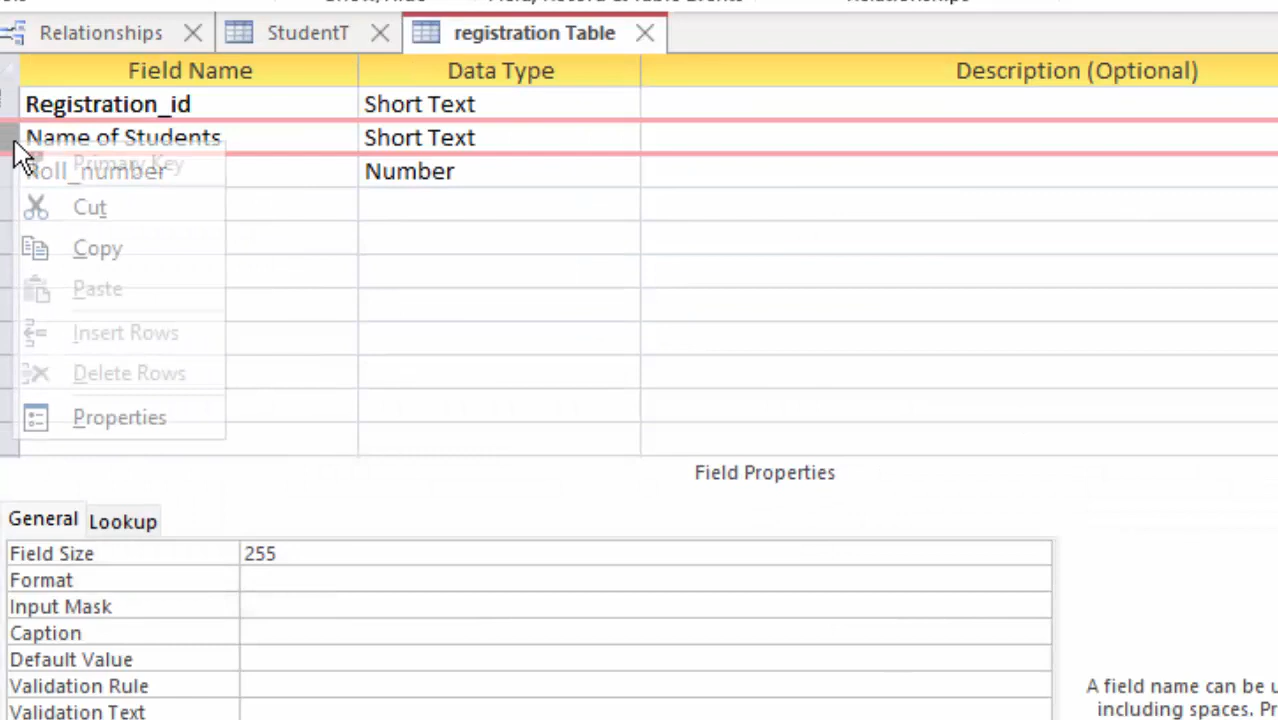 Relationships StudentT registration Table
Field Name Data Type Description (Optional)
Registration_id Short Text
Name of Students Short Text
Primary Key
Roll_number Number
Cut
Copy
Paste
Insert Rows
Delete Rows
Properties
Field Properties
General Lookup
Field Size 255
Format
Input Mask
Caption
Default Value
Validation Rule
Validation Text
A field name can be
including spaces.